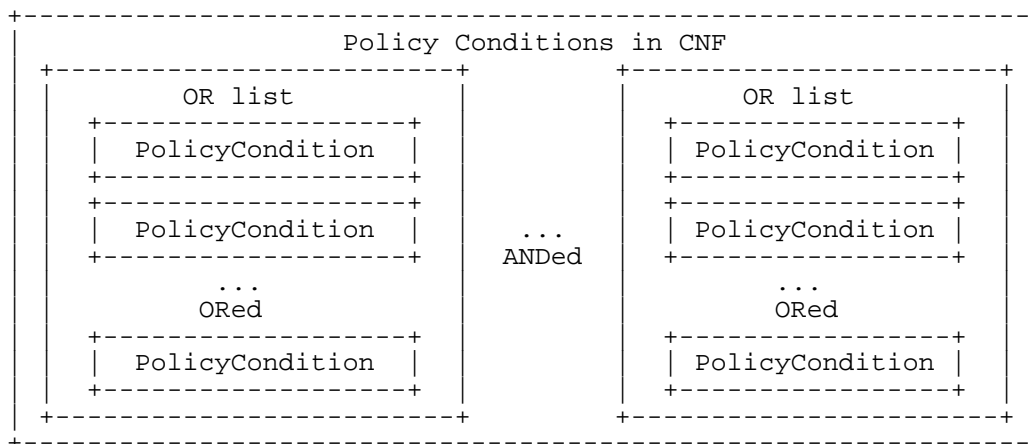 Policy Conditions in CNF
OR list OR list
PolicyCondition PolicyCondition
PolicyCondition ... PolicyCondition
ANDed
... ...
ORed ORed
PolicyCondition PolicyCondition